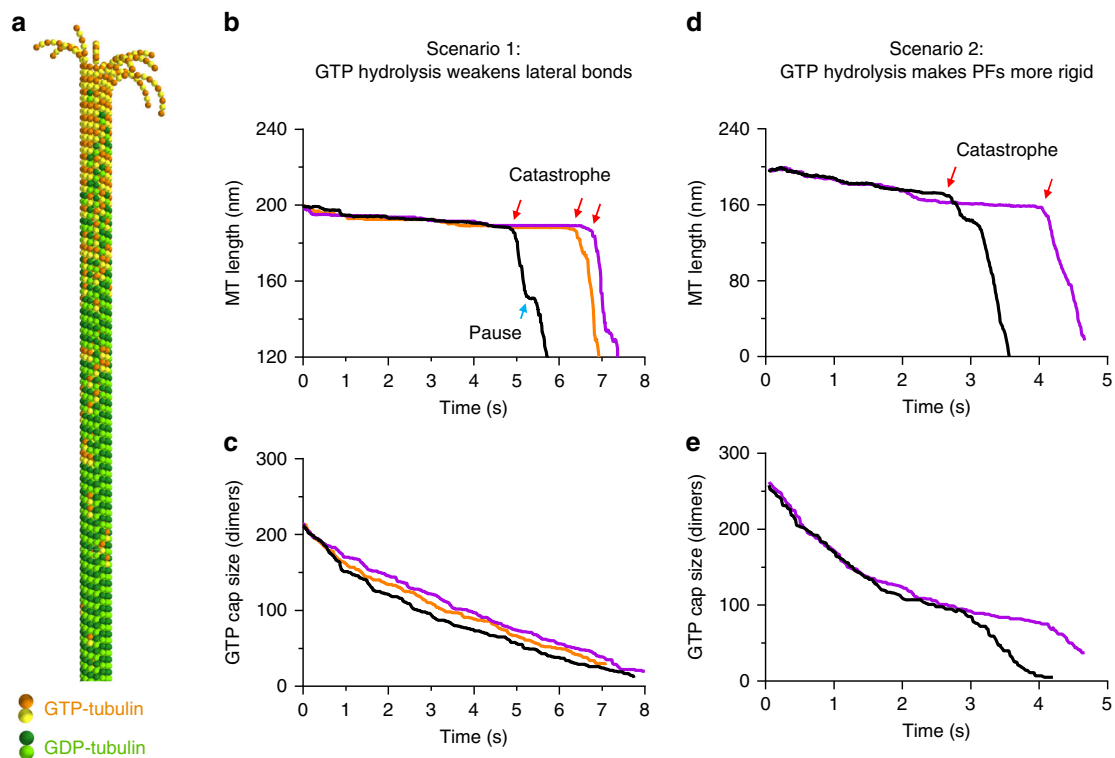 a
GTP-tubulin
GDP-tubulin
b
Scenario 1:
GTP hydrolysis weakens lateral bonds
240
200
160
120
MT length (nm)
Catastrophe
Pause
0 1 2 3 4 5 6 7 8
Time (s)
c
300
200
100
0
GTP cap size (dimers)
0 1 2 3 4 5 6 7 8
Time (s)
d
Scenario 2:
GTP hydrolysis makes PFs more rigid
240
160
80
0
MT length (nm)
Catastrophe
0 1 2 3 4 5
Time (s)
e
300
200
100
0
GTP cap size (dimers)
0 1 2 3 4 5
Time (s)